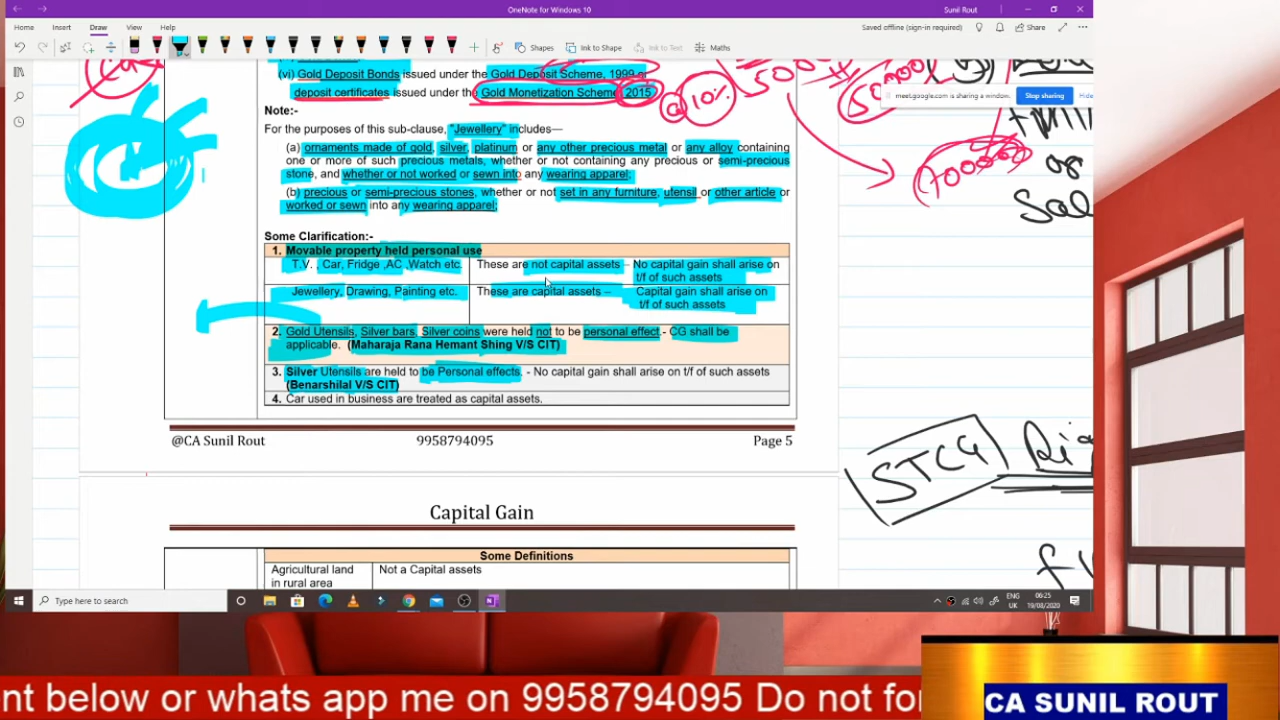 OneNote for Windows 10
Sunil Rout
Home Insert Draw View Help
Saved offline (sign-in required)
Share
Shapes
Ink to Shape
Ink to Text
Maths
meet.google.com is sharing a window.
Stop sharing
Hide
(vi) Gold Deposit Bonds issued under the Gold Deposit Scheme, 1999 or
deposit certificates issued under the Gold Monetization Scheme 2015
@ 10%
Note:
For the purposes of this sub-clause, "Jewellery" includes—
(a) ornaments made of gold, silver, platinum or any other precious metal or any alloy containing
one or more of such precious metals, whether or not containing any precious or semi-precious
stone, and whether or not worked or sewn into any wearing apparel;
(b) precious or semi-precious stones, whether or not set in any furniture, utensil or other article or
worked or sewn into any wearing apparel;
or
Some Clarification:-
1. Movable property held personal use
T.V. , Car, Fridge ,AC ,Watch etc. These are not capital assets – No capital gain shall arise on
t/f of such assets
Jewellery, Drawing, Painting etc. These are capital assets – Capital gain shall arise on
t/f of such assets
2. Gold Utensils, Silver bars, Silver coins were held not to be personal effect.- CG shall be
applicable. (Maharaja Rana Hemant Shing V/S CIT)
3. Silver Utensils are held to be Personal effects. - No capital gain shall arise on t/f of such assets
(Benarshilal V/S CIT)
4. Car used in business are treated as capital assets.
@CA Sunil Rout 9958794095 Page 5
STCG
Capital Gain
Some Definitions
Agricultural land Not a Capital assets
in rural area
Type here to search
ENG
UK
06:25
19/08/2020
nt below or whats app me on 9958794095 Do not for
CA SUNIL ROUT